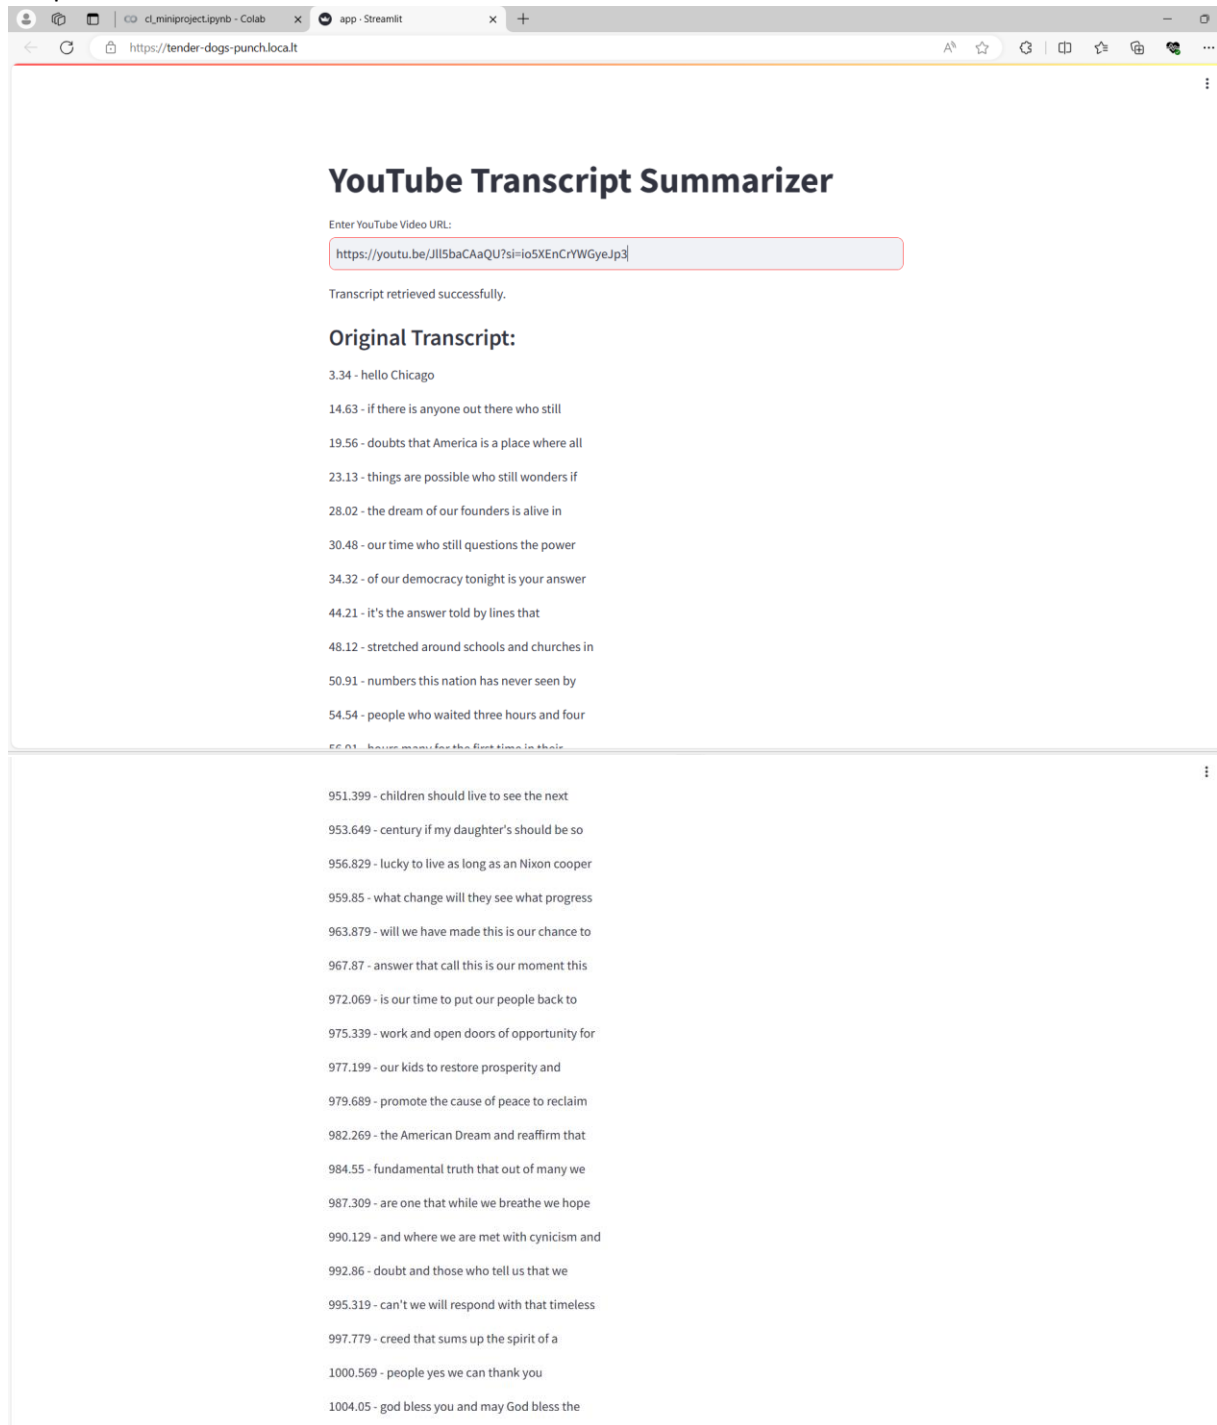 cl_miniproject.ipynb - Colab
app · Streamlit
https://tender-dogs-punch.loca.lt
YouTube Transcript Summarizer
Enter YouTube Video URL:
https://youtu.be/Jll5baCAaQU?si=io5XEnCrYWGyeJp3
Transcript retrieved successfully.
Original Transcript:
3.34 - hello Chicago
14.63 - if there is anyone out there who still
19.56 - doubts that America is a place where all
23.13 - things are possible who still wonders if
28.02 - the dream of our founders is alive in
30.48 - our time who still questions the power
34.32 - of our democracy tonight is your answer
44.21 - it's the answer told by lines that
48.12 - stretched around schools and churches in
50.91 - numbers this nation has never seen by
54.54 - people who waited three hours and four
56.91 - hours many for the first time in their
951.399 - children should live to see the next
953.649 - century if my daughter's should be so
956.829 - lucky to live as long as an Nixon cooper
959.85 - what change will they see what progress
963.879 - will we have made this is our chance to
967.87 - answer that call this is our moment this
972.069 - is our time to put our people back to
975.339 - work and open doors of opportunity for
977.199 - our kids to restore prosperity and
979.689 - promote the cause of peace to reclaim
982.269 - the American Dream and reaffirm that
984.55 - fundamental truth that out of many we
987.309 - are one that while we breathe we hope
990.129 - and where we are met with cynicism and
992.86 - doubt and those who tell us that we
995.319 - can't we will respond with that timeless
997.779 - creed that sums up the spirit of a
1000.569 - people yes we can thank you
1004.05 - god bless you and may God bless the